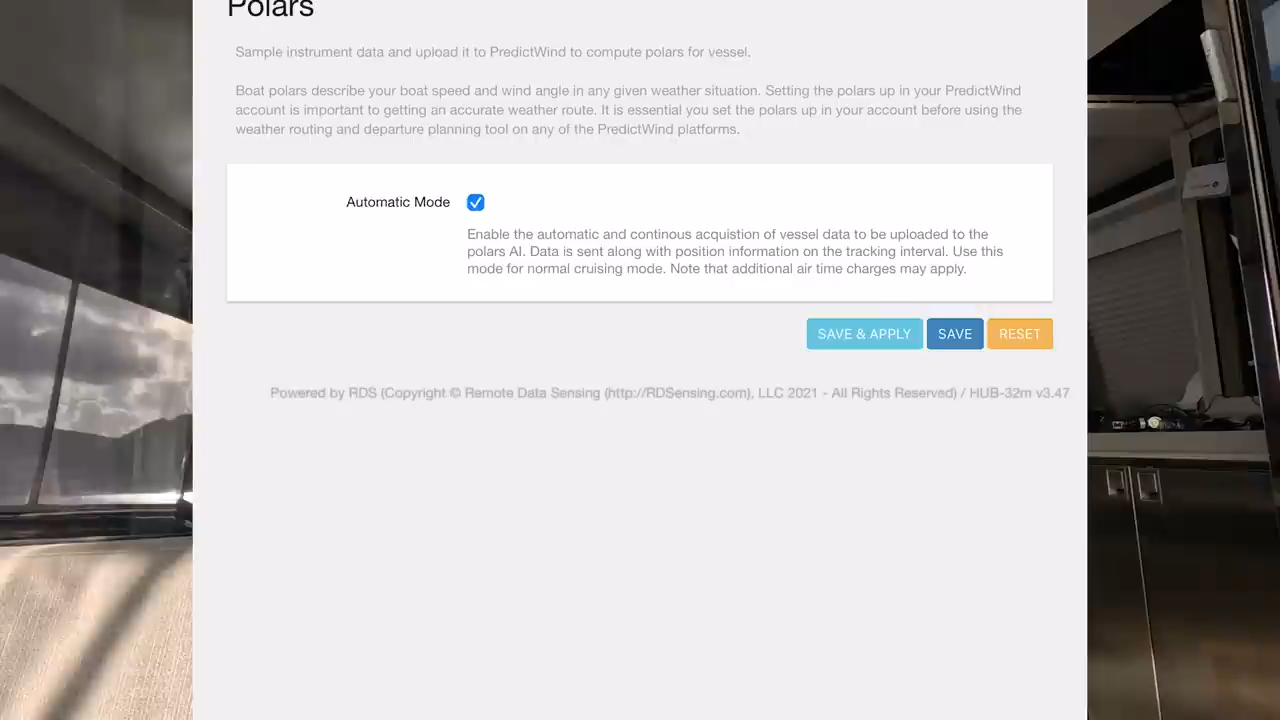 Polars
Sample instrument data and upload it to PredictWind to compute polars for vessel.
Boat polars describe your boat speed and wind angle in any given weather situation. Setting the polars up in your PredictWind
account is important to getting an accurate weather route. It is essential you set the polars up in your account before using the
weather routing and departure planning tool on any of the PredictWind platforms.
Automatic Mode
Enable the automatic and continous acquistion of vessel data to be uploaded to the
polars AI. Data is sent along with position information on the tracking interval. Use this
mode for normal cruising mode. Note that additional air time charges may apply.
SAVE & APPLY SAVE RESET
Powered by RDS (Copyright © Remote Data Sensing (http://RDSensing.com), LLC 2021 - All Rights Reserved) / HUB-32m v3.47